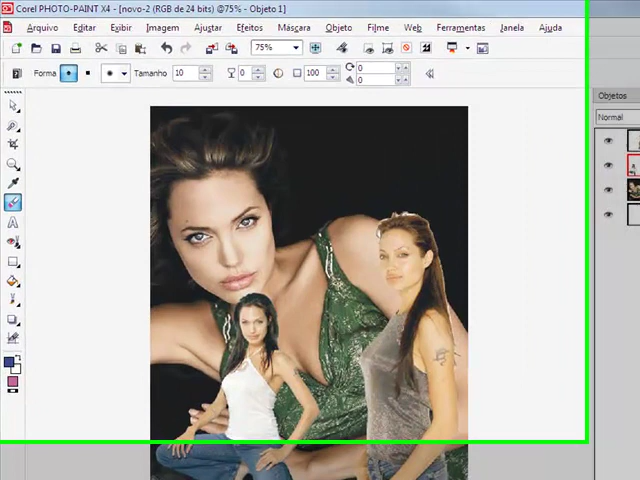 Corel PHOTO-PAINT X4 - [novo-2 (RGB de 24 bits) @75% - Objeto 1]
Arquivo Editar Exibir Imagem Ajustar Efeitos Máscara Objeto Filme Web Ferramentas Janela Ajuda
75%
Forma Tamanho 10 0 100 0
0
Objetos
Normal